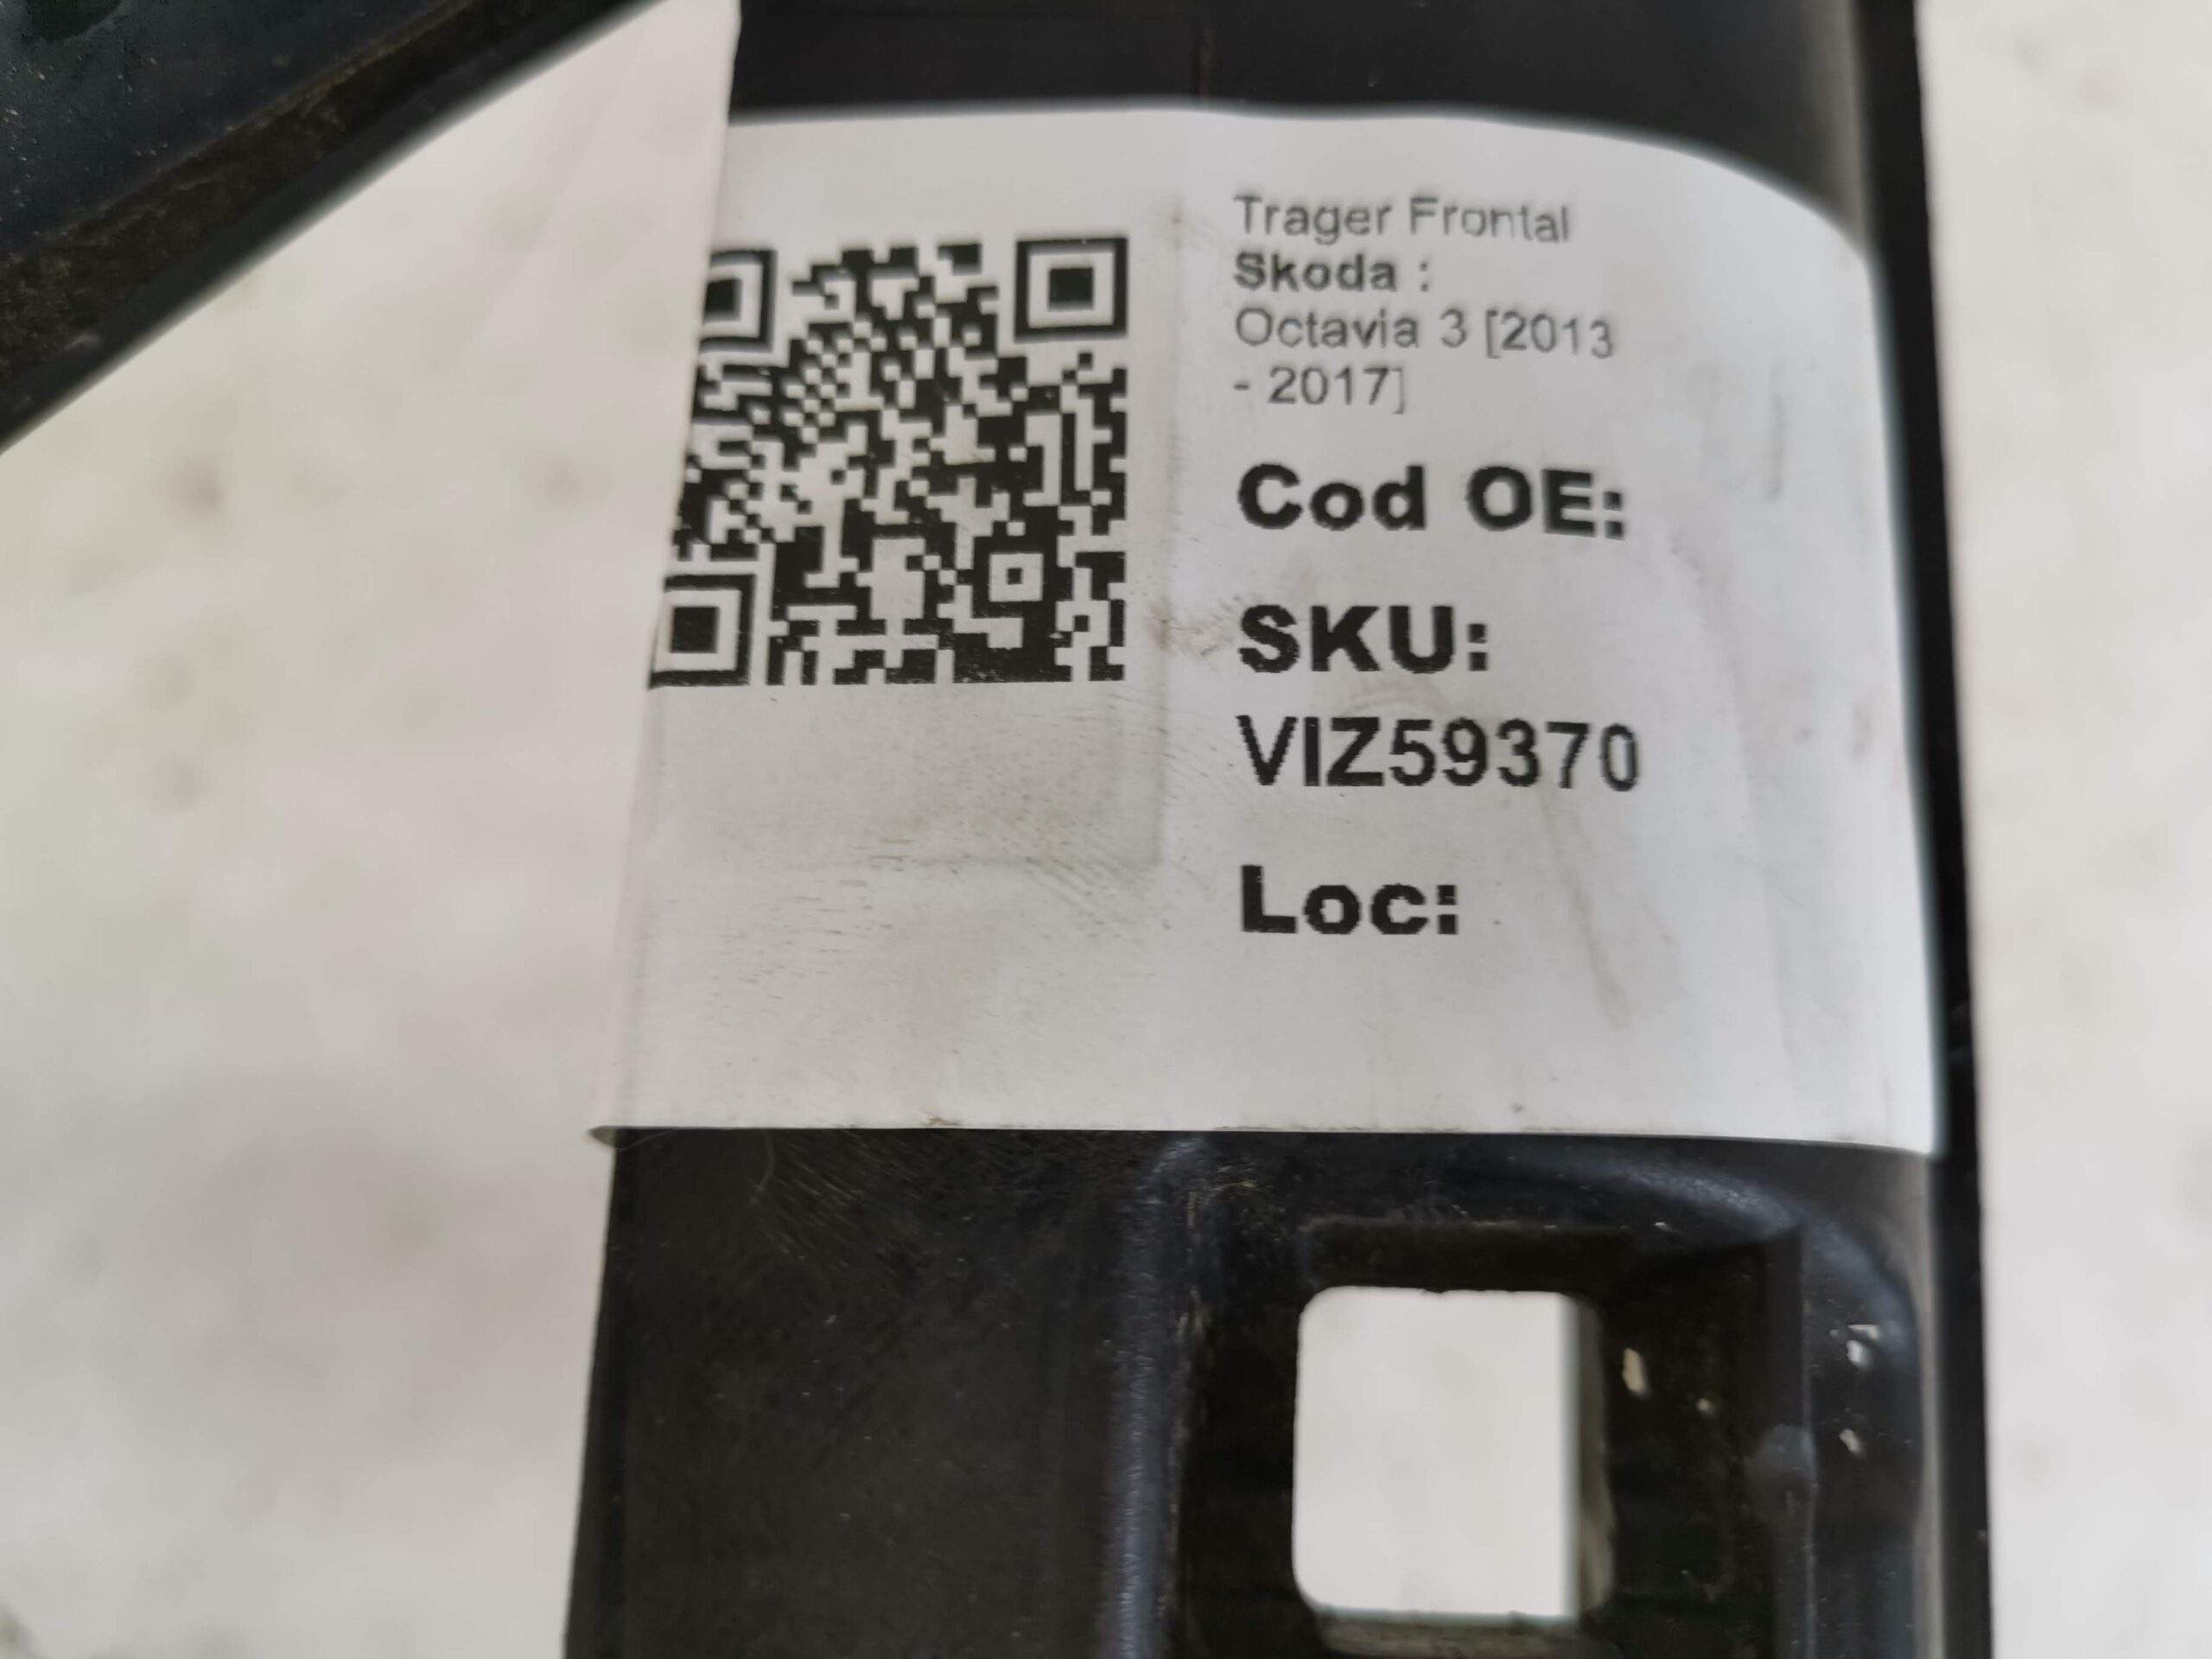 Trager Frontal
Skoda :
Octavia 3 [2013
- 2017]
Cod OE:
SKU:
VIZ59370
Loc: